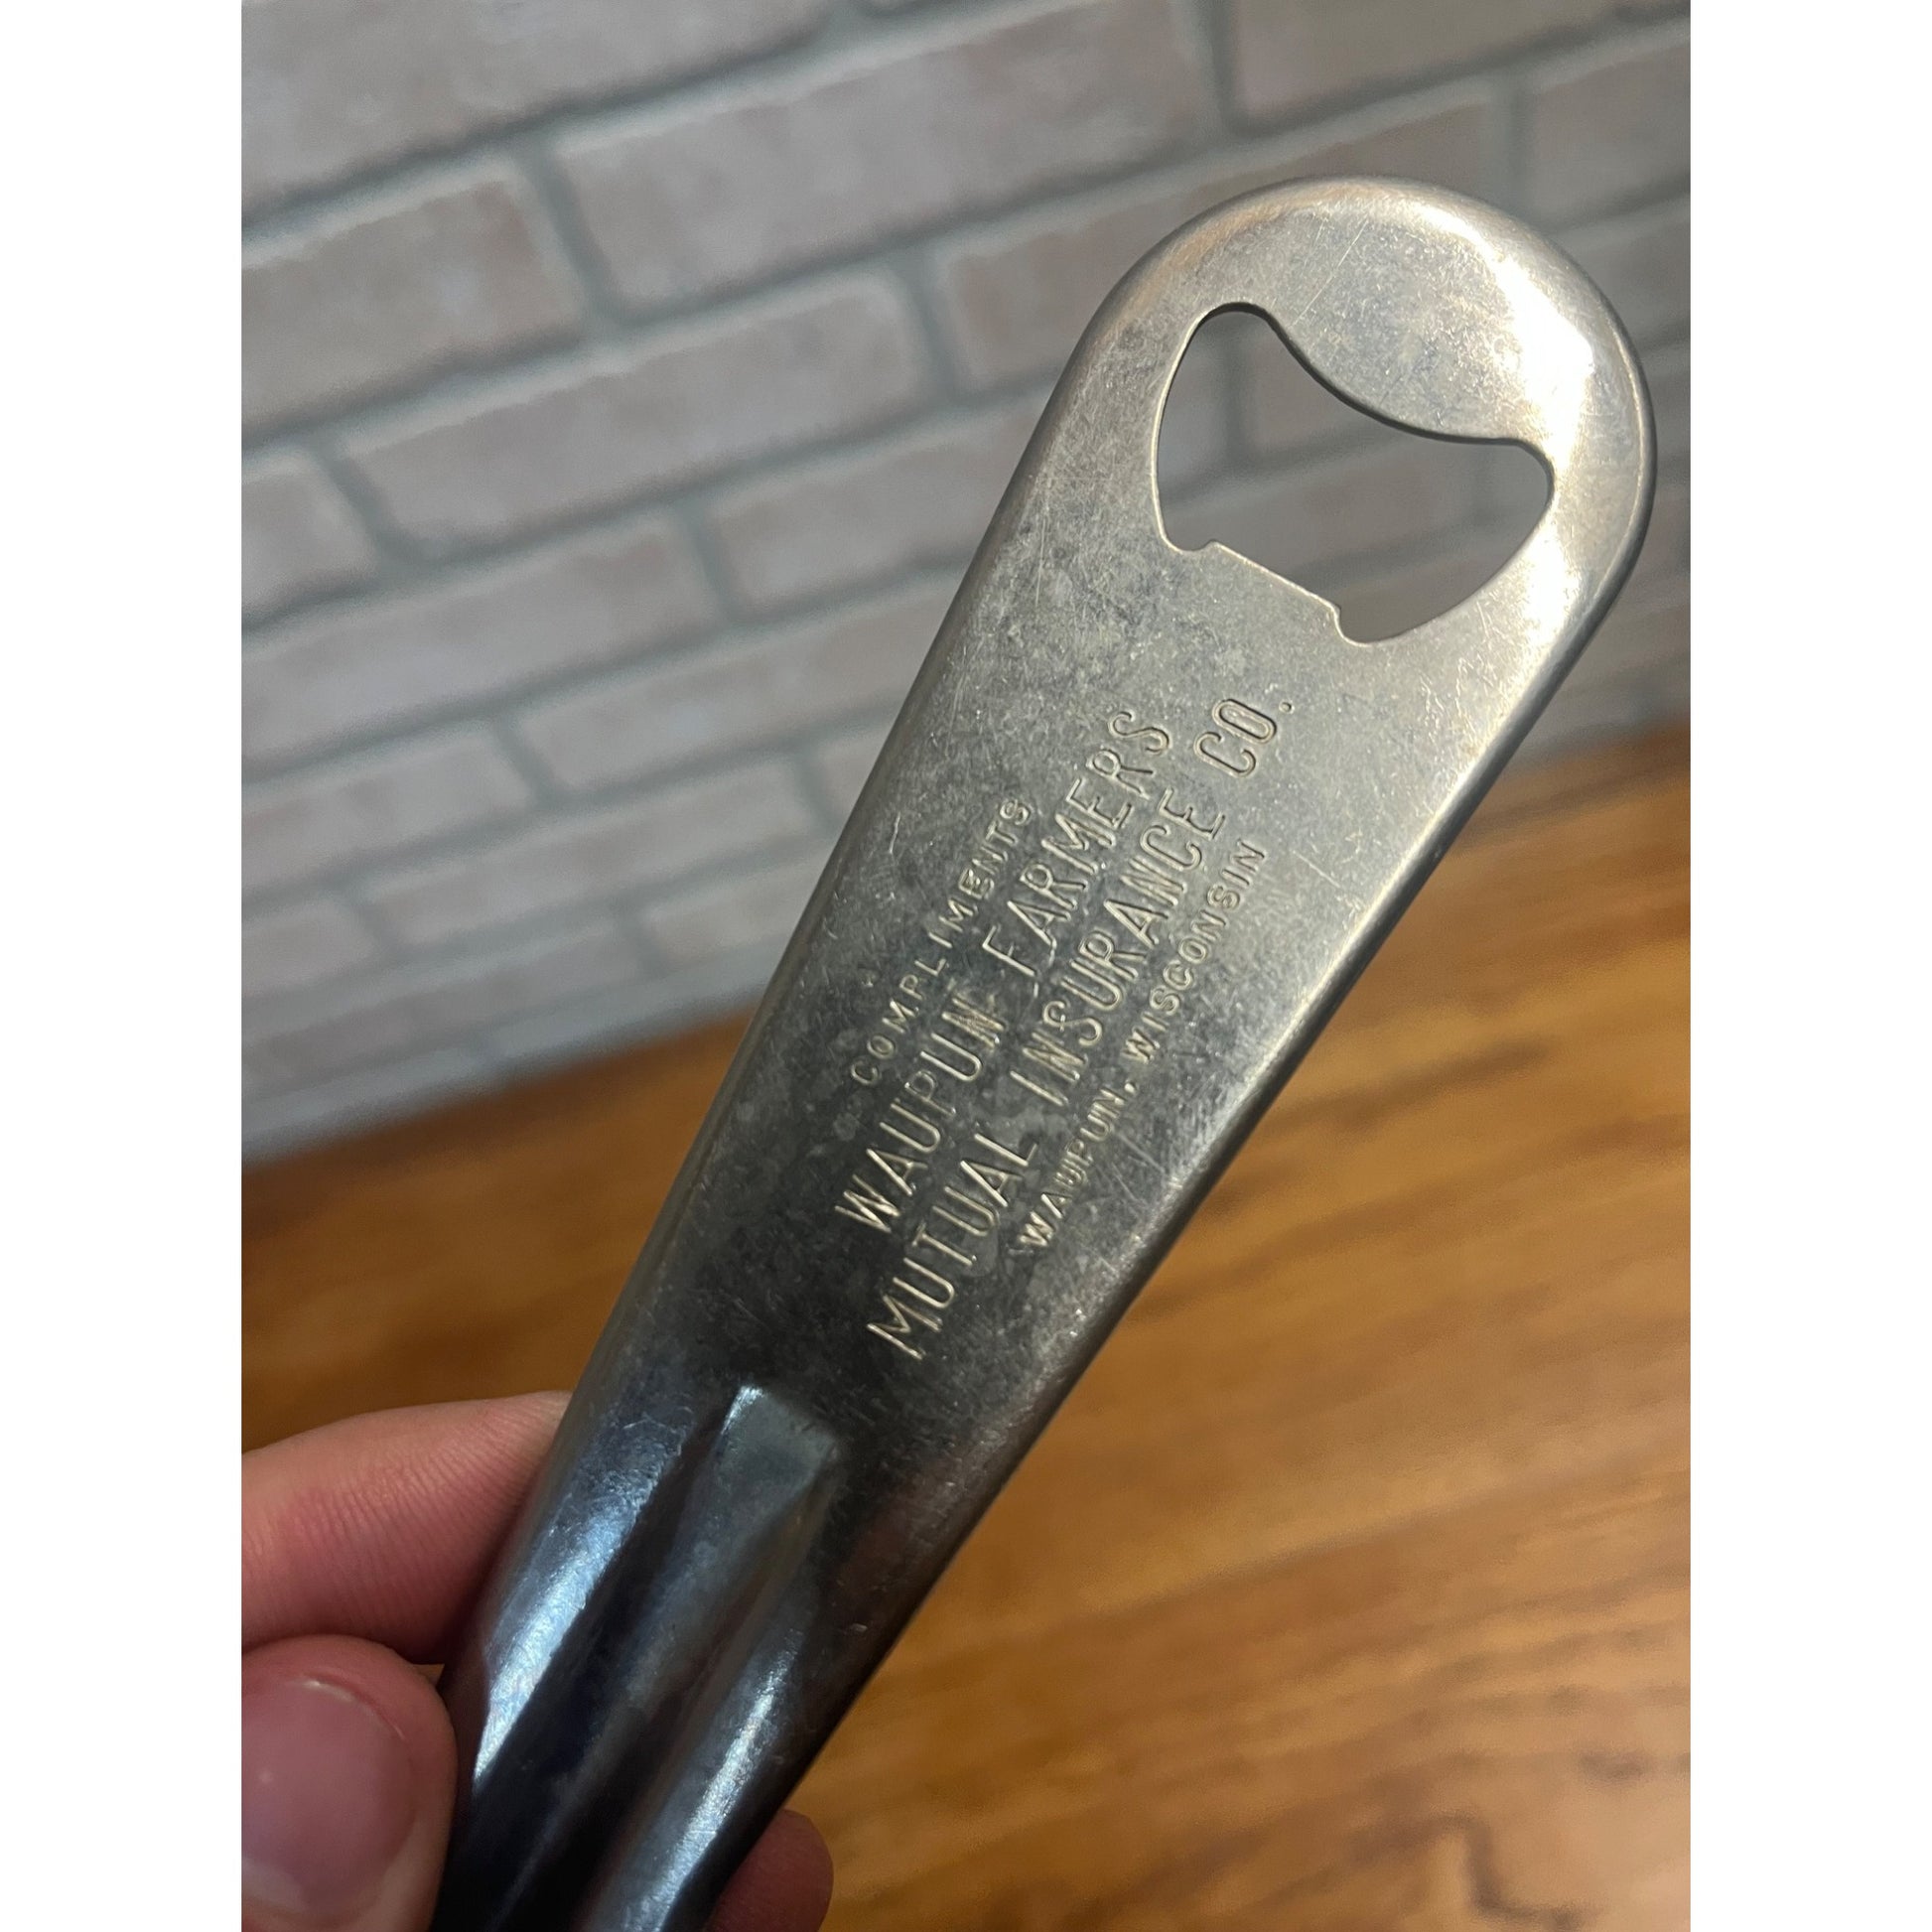 COMPLIMENTS
WAUPUN FARMERS
MUTUAL INSURANCE CO.
WAUPUN, WISCONSIN